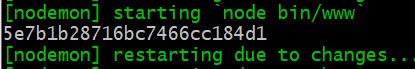 [nodemon] starting `node bin/www`
5e7b1b28716bc7466cc184d1
[nodemon] restarting due to changes...